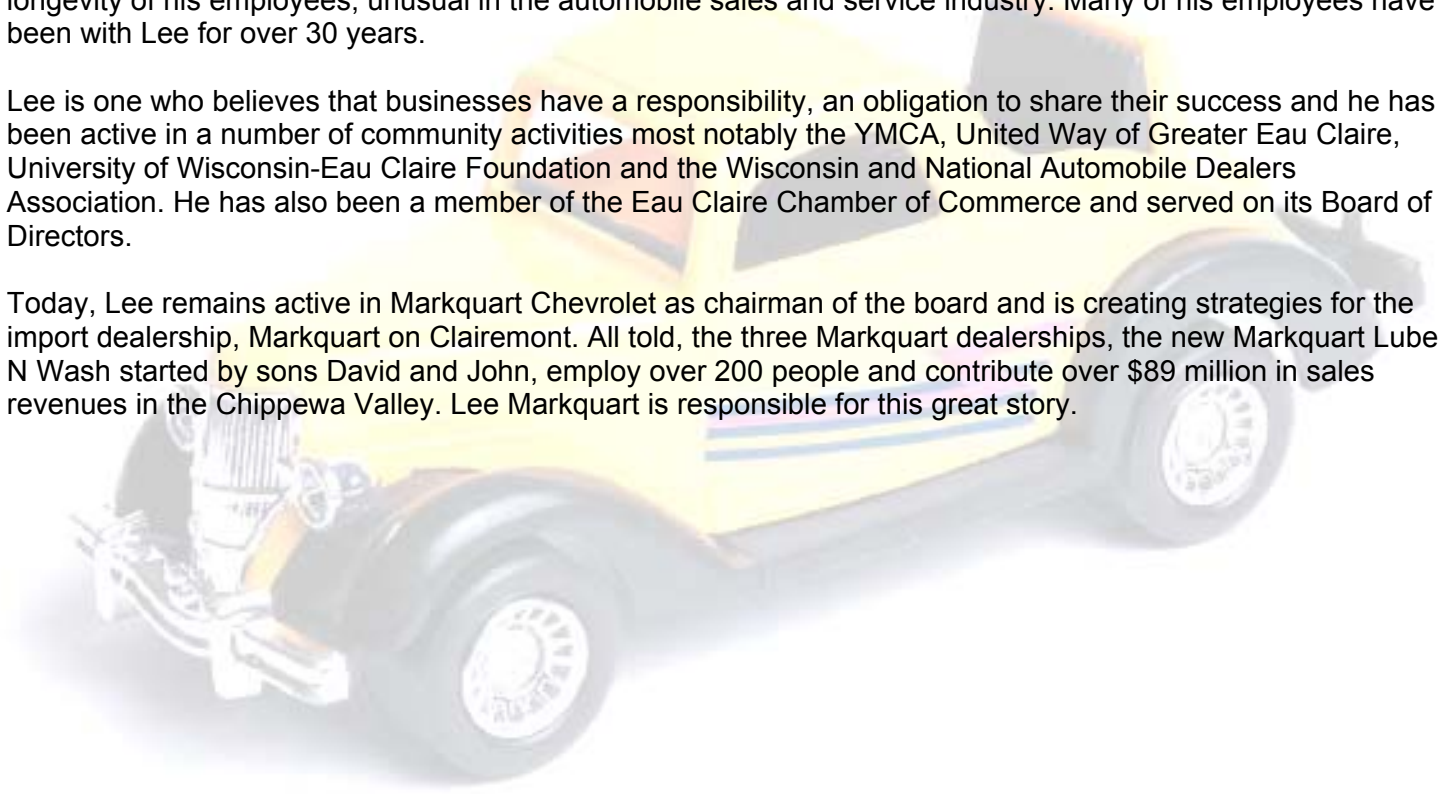 longevity of his employees, unusual in the automobile sales and service industry. Many of his employees have
been with Lee for over 30 years.
Lee is one who believes that businesses have a responsibility, an obligation to share their success and he has
been active in a number of community activities most notably the YMCA, United Way of Greater Eau Claire,
University of Wisconsin-Eau Claire Foundation and the Wisconsin and National Automobile Dealers
Association. He has also been a member of the Eau Claire Chamber of Commerce and served on its Board of
Directors.
Today, Lee remains active in Markquart Chevrolet as chairman of the board and is creating strategies for the
import dealership, Markquart on Clairemont. All told, the three Markquart dealerships, the new Markquart Lube
N Wash started by sons David and John, employ over 200 people and contribute over $89 million in sales
revenues in the Chippewa Valley. Lee Markquart is responsible for this great story.